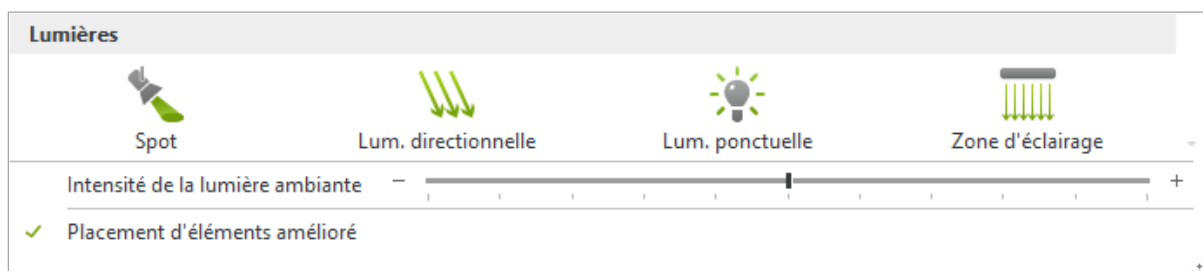 Lumières
Spot Lum. directionnelle Lum. ponctuelle Zone d'éclairage
Intensité de la lumière ambiante − +
Placement d'éléments amélioré